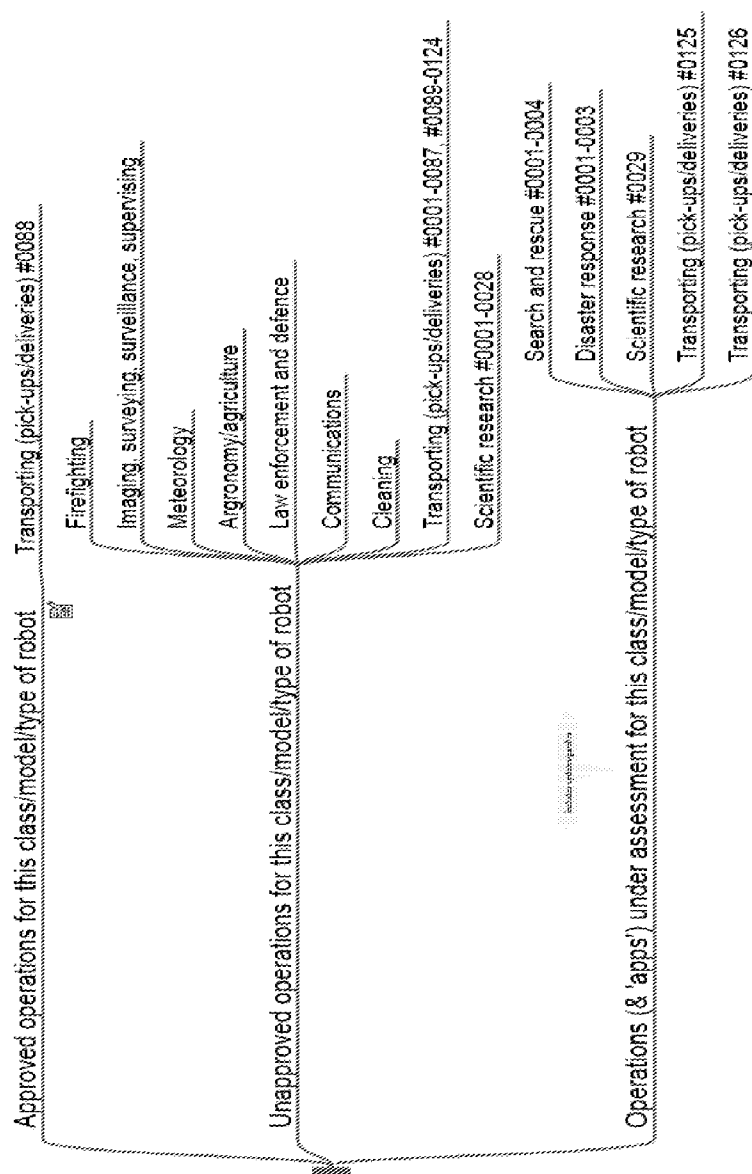 Approved operations for this class/model/type of robot
Transporting (pick-ups/deliveries) #0088
Unapproved operations for this class/model/type of robot
Firefighting
Imaging, surveying, surveillance, supervising
Meteorology
Argronomy/agriculture
Law enforcement and defence
Communications
Cleaning
Transporting (pick-ups/deliveries) #0001-0087, #0089-0124
Scientific research #0001-0028
Operations (& 'apps') under assessment for this class/model/type of robot
Search and rescue #0001-0004
Disaster response #0001-0003
Scientific research #0029
Transporting (pick-ups/deliveries) #0125
Transporting (pick-ups/deliveries) #0126